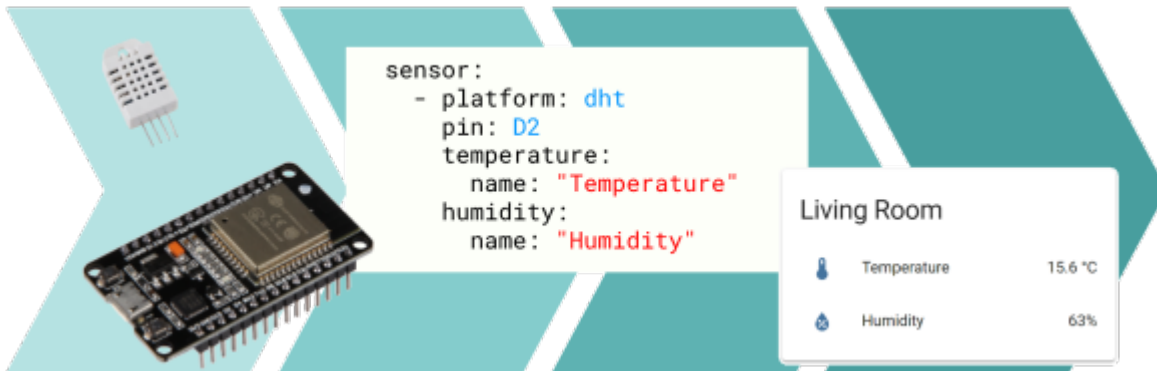 sensor:
  - platform: dht
    pin: D2
    temperature:
      name: "Temperature"
    humidity:
      name: "Humidity"
Living Room
Temperature 15.6 °C
Humidity 63%